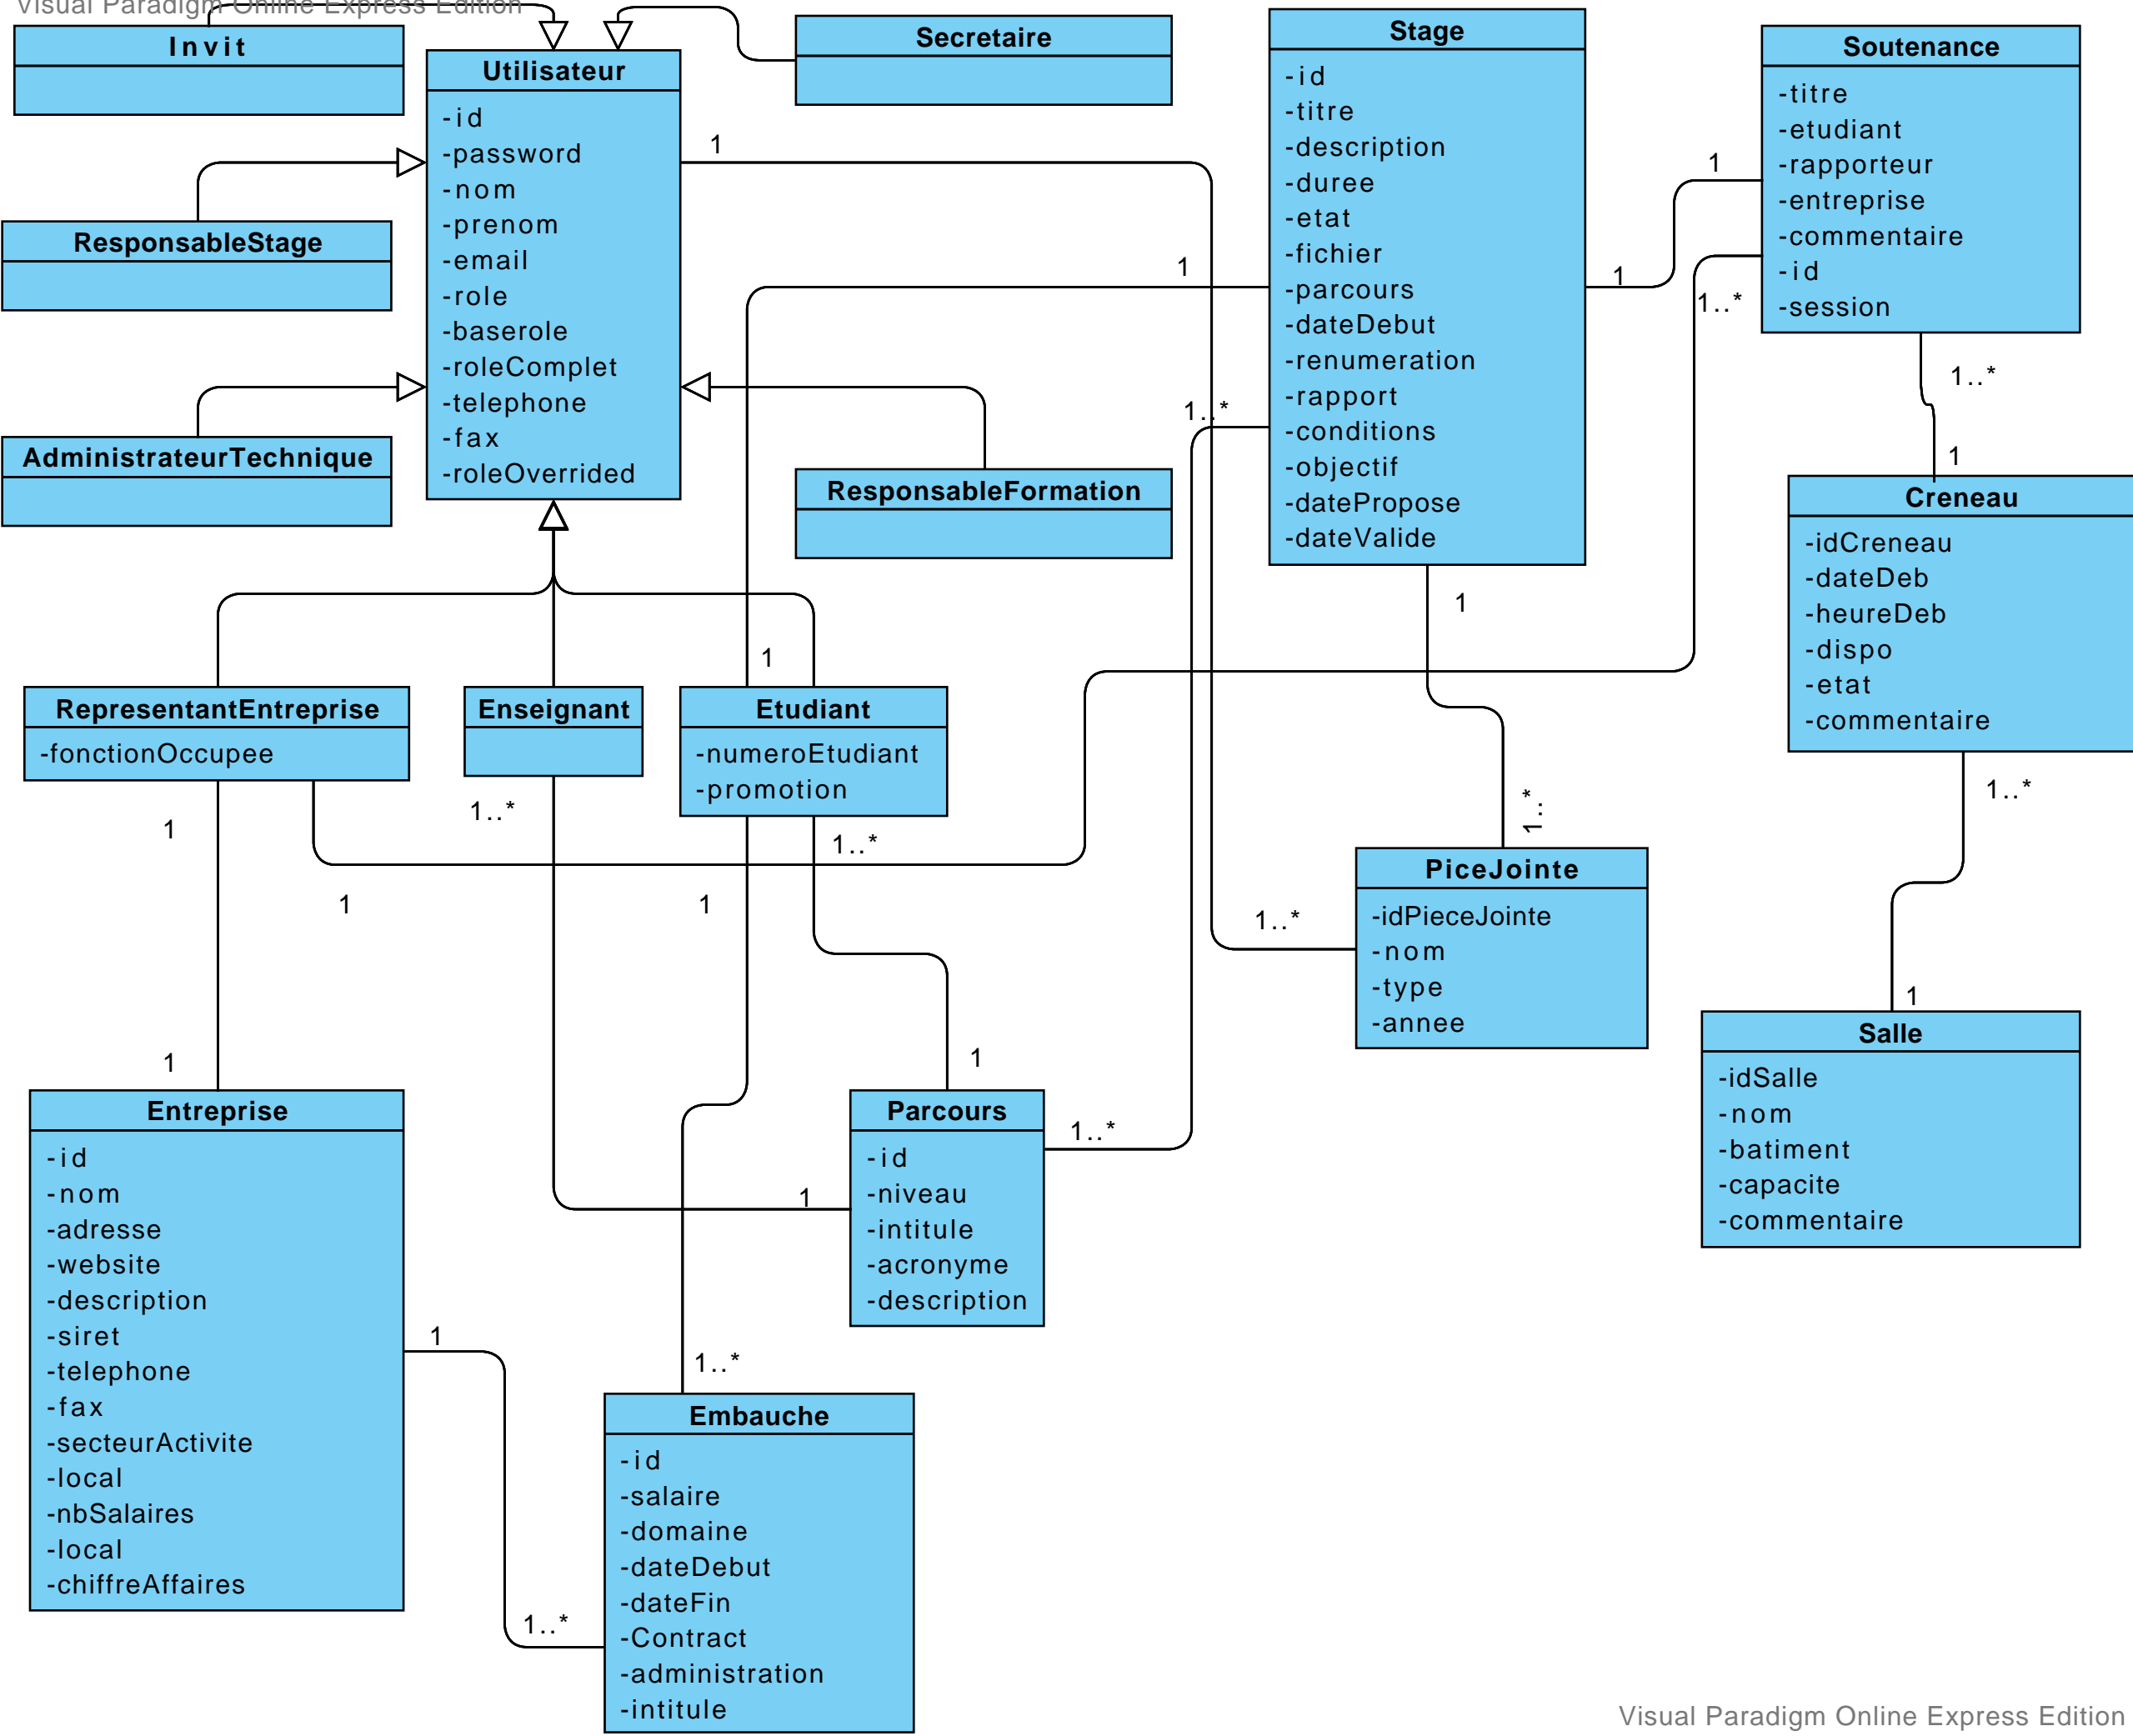 Visual Paradigm Online Express Edition
Invit
Utilisateur
-id
-password
-nom
-prenom
-email
-role
-baserole
-roleComplet
-telephone
-fax
-roleOverrided
Secretaire
Stage
-id
-titre
-description
-duree
-etat
-fichier
-parcours
-dateDebut
-renumeration
-rapport
-conditions
-objectif
-datePropose
-dateValide
Soutenance
-titre
-etudiant
-rapporteur
-entreprise
-commentaire
-id
-session
ResponsableStage
AdministrateurTechnique
ResponsableFormation
1
1
1
1
1..*
1..*
1..*
1
1
1
Creneau
-idCreneau
-dateDeb
-heureDeb
-dispo
-etat
-commentaire
RepresentantEntreprise
-fonctionOccupee
Enseignant
Etudiant
-numeroEtudiant
-promotion
1
1..*
1..*
1..*
1..*
1
1
1..*
PiceJointe
-idPieceJointe
-nom
-type
-annee
1
1
1
Salle
-idSalle
-nom
-batiment
-capacite
-commentaire
Entreprise
-id
-nom
-adresse
-website
-description
-siret
-telephone
-fax
-secteurActivite
-local
-nbSalaires
-local
-chiffreAffaires
Parcours
-id
-niveau
-intitule
-acronyme
-description
1..*
1
1
1..*
1..*
Embauche
-id
-salaire
-domaine
-dateDebut
-dateFin
-Contract
-administration
-intitule
Visual Paradigm Online Express Edition